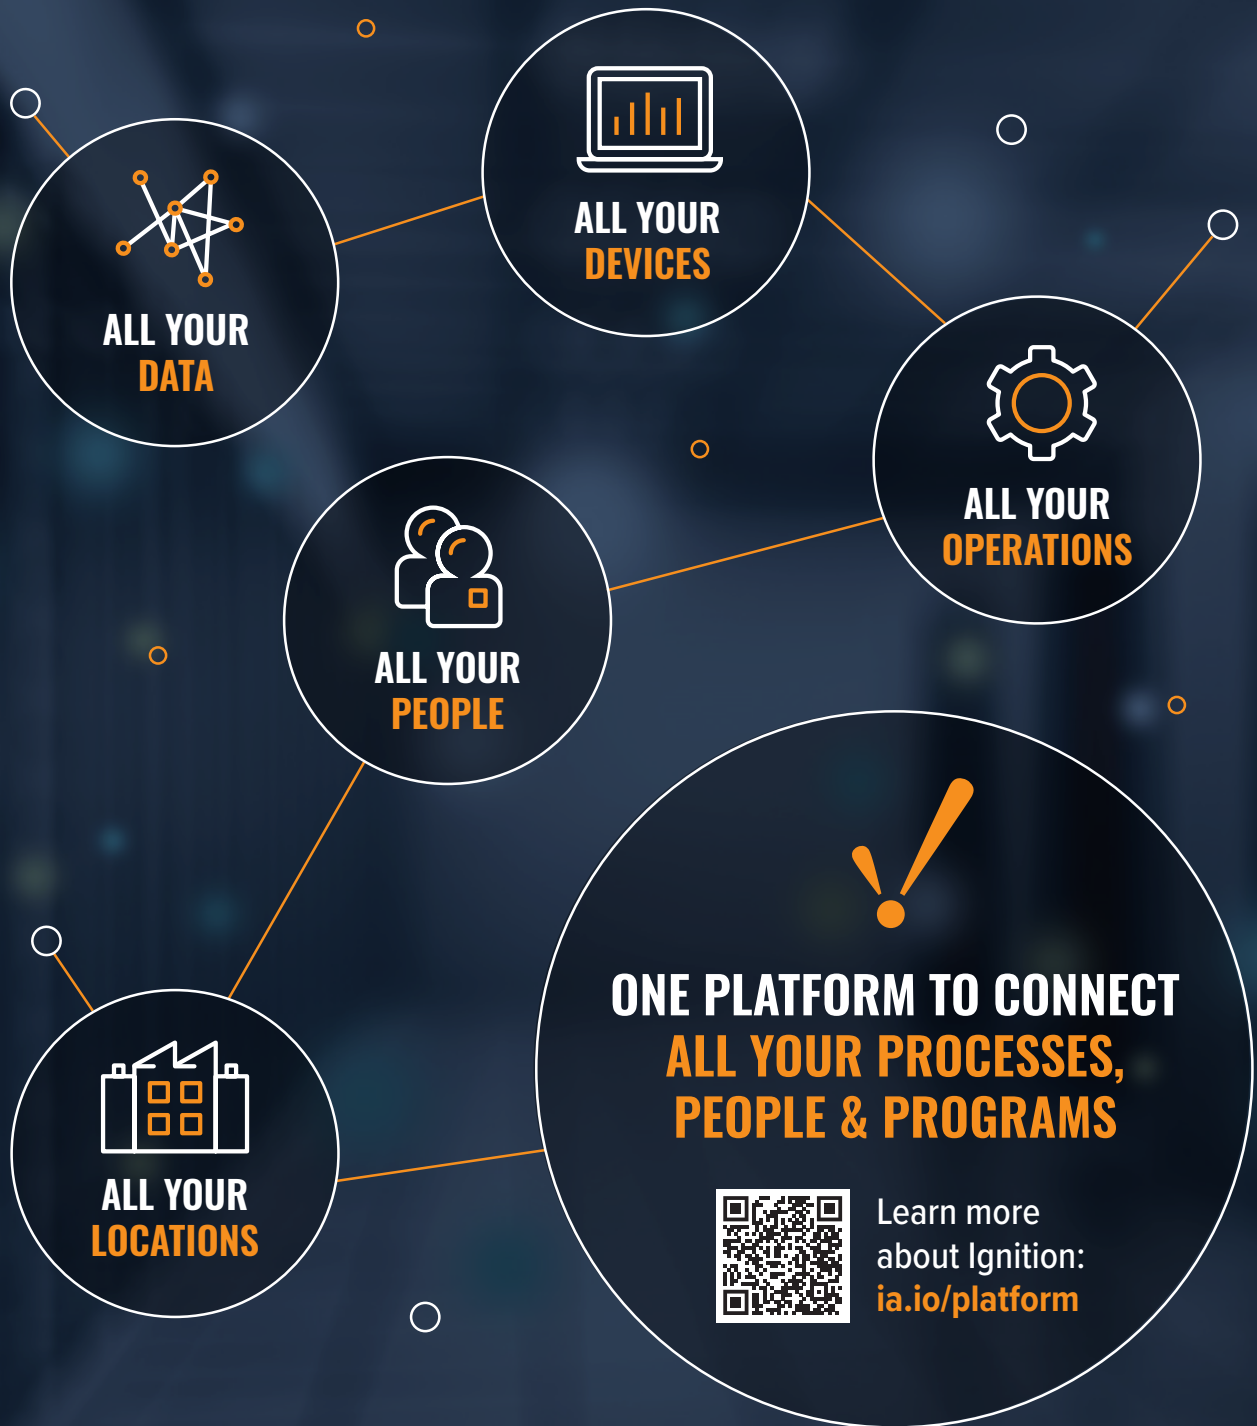 ALL YOUR
DATA
ALL YOUR
DEVICES
ALL YOUR
OPERATIONS
ALL YOUR
PEOPLE
ALL YOUR
LOCATIONS
ONE PLATFORM TO CONNECT
ALL YOUR PROCESSES,
PEOPLE & PROGRAMS
Learn more
about Ignition:
ia.io/platform